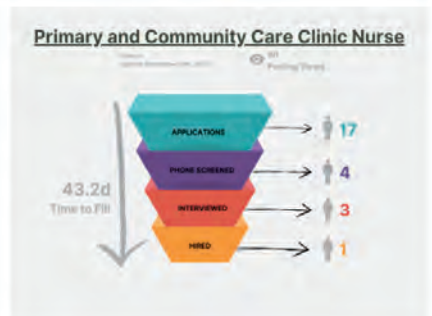 Primary and Community Care Clinic Nurse
Posting Views
APPLICATIONS
17
PHONE SCREENED
4
43.2d
Time to Fill
INTERVIEWED
3
HIRED
1